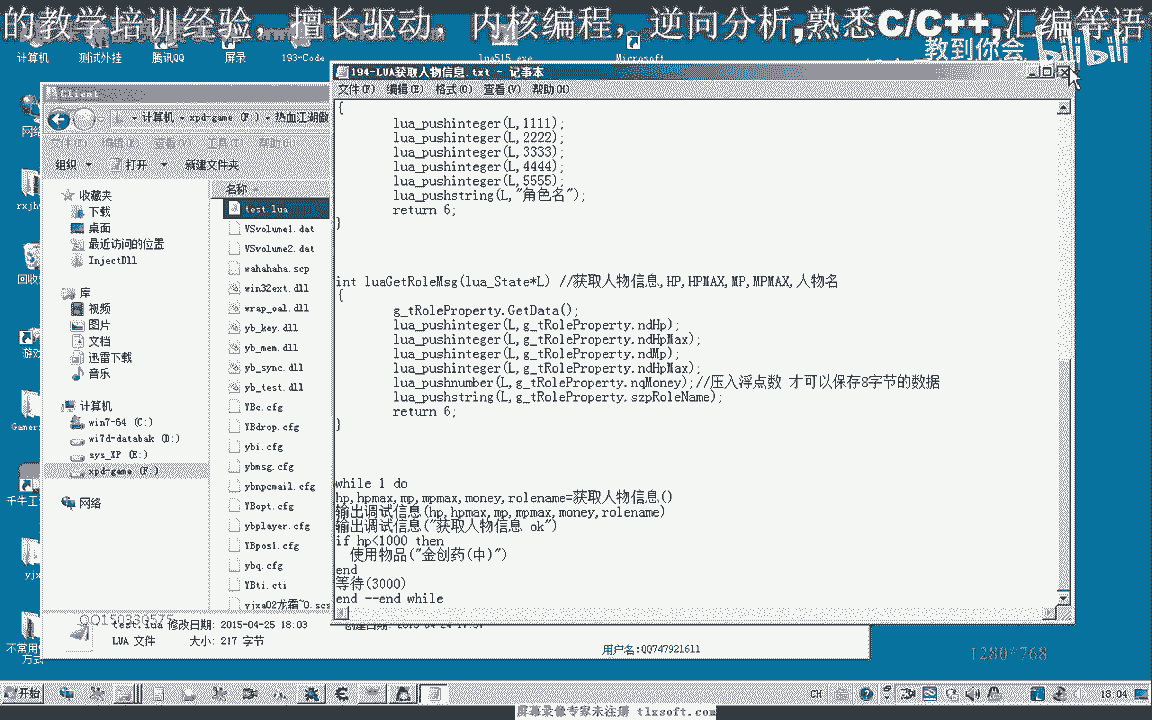 的教学培训经验，擅长驱动，内核编程，逆向分析,熟悉C/C++,汇编等语
教到你会
bilibili
计算机
测试外挂
腾讯QQ
屏录
193-Code
lua515.exe
Microsoft
Client
194-LUA获取人物信息.txt - 记事本
文件(F) 编辑(E) 格式(O) 查看(V) 帮助(H)
计算机 xpd-game (F:) 热血江湖
组织 打开 新建文件夹
收藏夹
下载
桌面
最近访问的位置
InjectDll
库
视频
图片
文档
迅雷下载
音乐
计算机
win7-64 (C:)
wi7d-databak (D:)
sys_XP (E:)
xpd-game (F:)
网络
名称
test.lua
VSvolume1.dat
VSvolume2.dat
wahahaha.scp
win32ext.dll
wrap_oal.dll
yb_key.dll
yb_mem.dll
yb_sync.dll
yb_test.dll
YBc.cfg
YBdrop.cfg
ybi.cfg
ybmsg.cfg
ybnpcmail.cfg
YBopt.cfg
ybplayer.cfg
YBpos1.cfg
ybq.cfg
YBti.cti
{
lua_pushinteger(L,1111);
lua_pushinteger(L,2222);
lua_pushinteger(L,3333);
lua_pushinteger(L,4444);
lua_pushinteger(L,5555);
lua_pushstring(L,"角色名");
return 6;
}
int luaGetRoleMsg(lua_State*L) //获取人物信息,HP,HPMAX,MP,MPMAX,人物名
{
g_tRoleProperty.GetData();
lua_pushinteger(L,g_tRoleProperty.ndHp);
lua_pushinteger(L,g_tRoleProperty.ndHpMax);
lua_pushinteger(L,g_tRoleProperty.ndMp);
lua_pushinteger(L,g_tRoleProperty.ndHpMax);
lua_pushnumber(L,g_tRoleProperty.nqMoney);//压入浮点数 才可以保存8字节的数据
lua_pushstring(L,g_tRoleProperty.szpRoleName);
return 6;
}
while 1 do
hp,hpmax,mp,mpmax,money,rolename=获取人物信息()
输出调试信息(hp,hpmax,mp,mpmax,money,rolename)
输出调试信息("获取人物信息 ok")
if hp<1000 then
使用物品("金创药(中)")
end
等待(3000)
end --end while
QQ150330575
test.lua 修改日期: 2015-04-25 18:03
LUA 文件 大小: 217 字节
用户名:QQ747921611
1280*768
开始
CH
18:04
屏幕录像专家未注册 tlxsoft.com